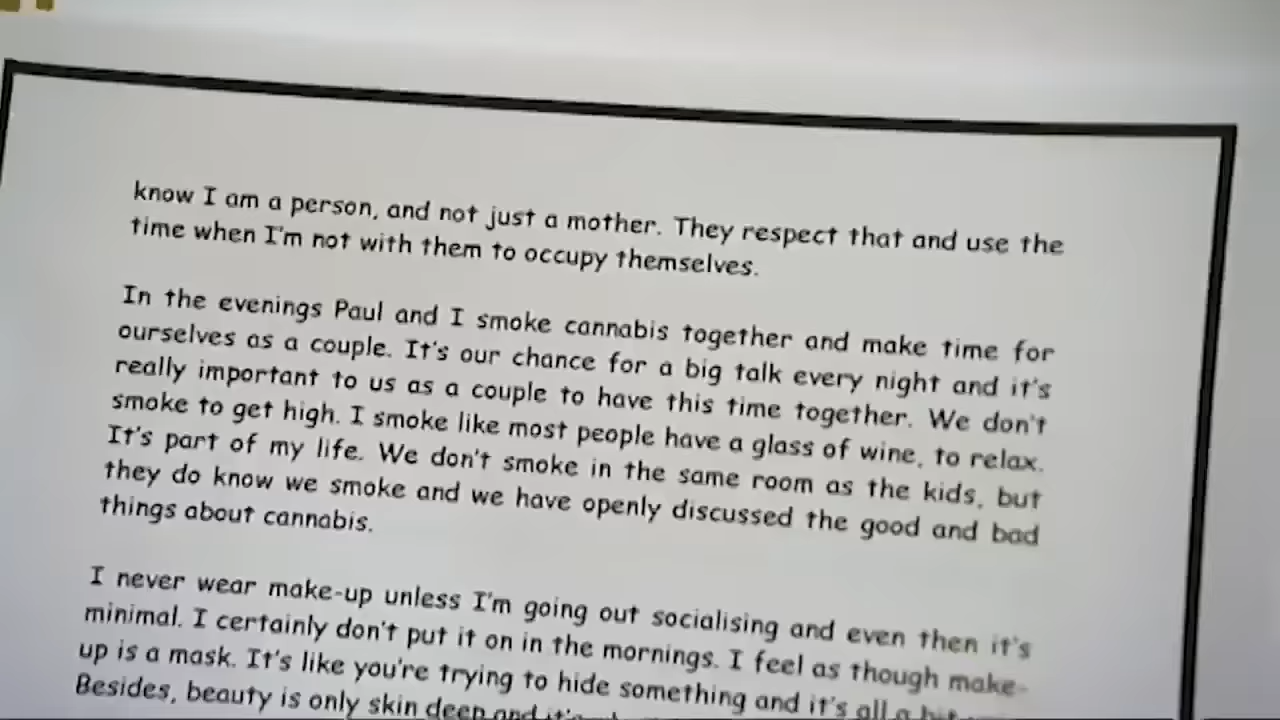 know I am a person, and not just a mother. They respect that and use the
time when I'm not with them to occupy themselves.
In the evenings Paul and I smoke cannabis together and make time for
ourselves as a couple. It's our chance for a big talk every night and it's
really important to us as a couple to have this time together. We don't
smoke to get high. I smoke like most people have a glass of wine, to relax.
It's part of my life. We don't smoke in the same room as the kids, but
they do know we smoke and we have openly discussed the good and bad
things about cannabis.
I never wear make-up unless I'm going out socialising and even then it's
minimal. I certainly don't put it on in the mornings. I feel as though make-
up is a mask. It's like you're trying to hide something and it's all a bit
Besides, beauty is only skin deep and it's